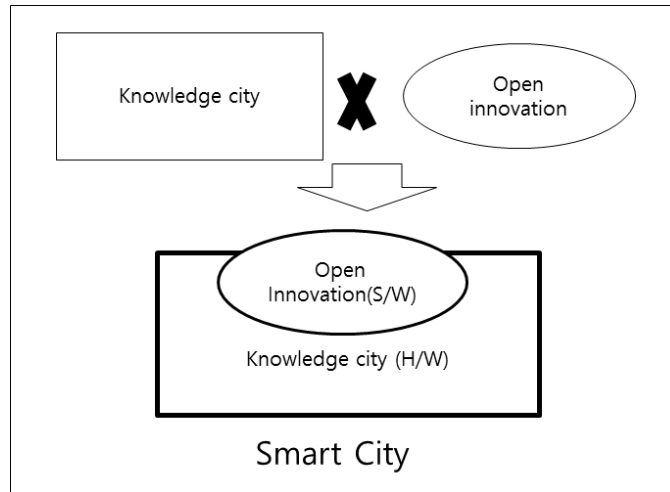 Knowledge city
Open
innovation
Open
Innovation(S/W)
Knowledge city (H/W)
Smart City